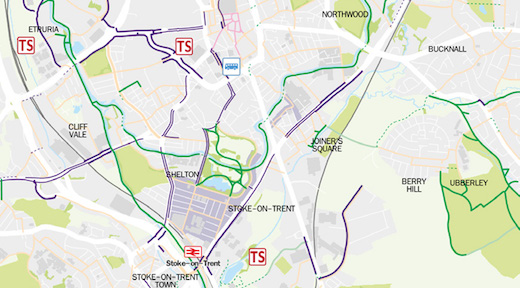 NORTHWOOD
ETRURIA
TS
TS
BUCKNALL
CLIFF
VALE
JOINER'S
SQUARE
SHELTON
BERRY
HILL
UBBERLEY
STOKE-ON-TRENT
TS
Stoke-on-Trent
STOKE-ON-TRENT
TOWN